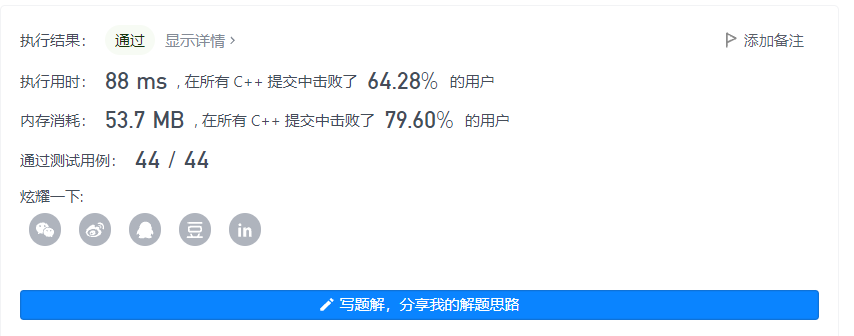 执行结果： 通过 显示详情 › 添加备注
执行用时： 88 ms , 在所有 C++ 提交中击败了 64.28% 的用户
内存消耗： 53.7 MB , 在所有 C++ 提交中击败了 79.60% 的用户
通过测试用例： 44 / 44
炫耀一下:
豆 in
写题解，分享我的解题思路